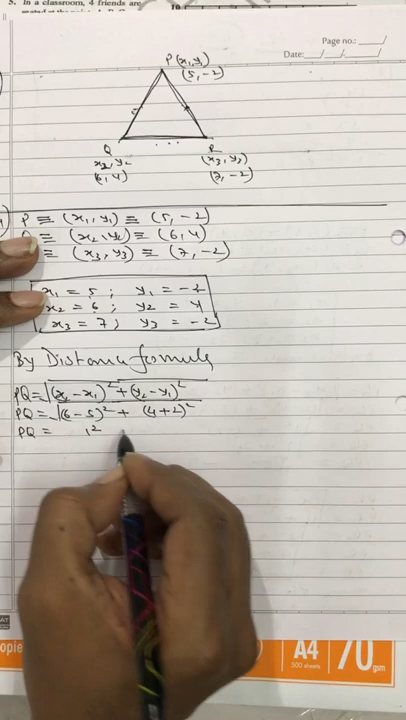 5. In a classroom, 4 friends are
Page no.:
Date:
P (x₁, y₁)
(5, -2)
Q
R
x₂, y₂
(x₃, y₃)
(6, 4)
(7, -2)
P ≡ (x₁, y₁) ≡ (5, -2)
≡ (x₂, y₂) ≡ (6, 4)
≡ (x₃, y₃) ≡ (7, -2)
x₁ = 5 ; y₁ = -2
x₂ = 6 ; y₂ = 4
x₃ = 7 ; y₃ = -2
By Distance formula
PQ = √(x₂ - x₁)² + (y₂ - y₁)²
PQ = √(6 - 5)² + (4 + 2)²
PQ = 1²
A4
500 sheets
70
gsm